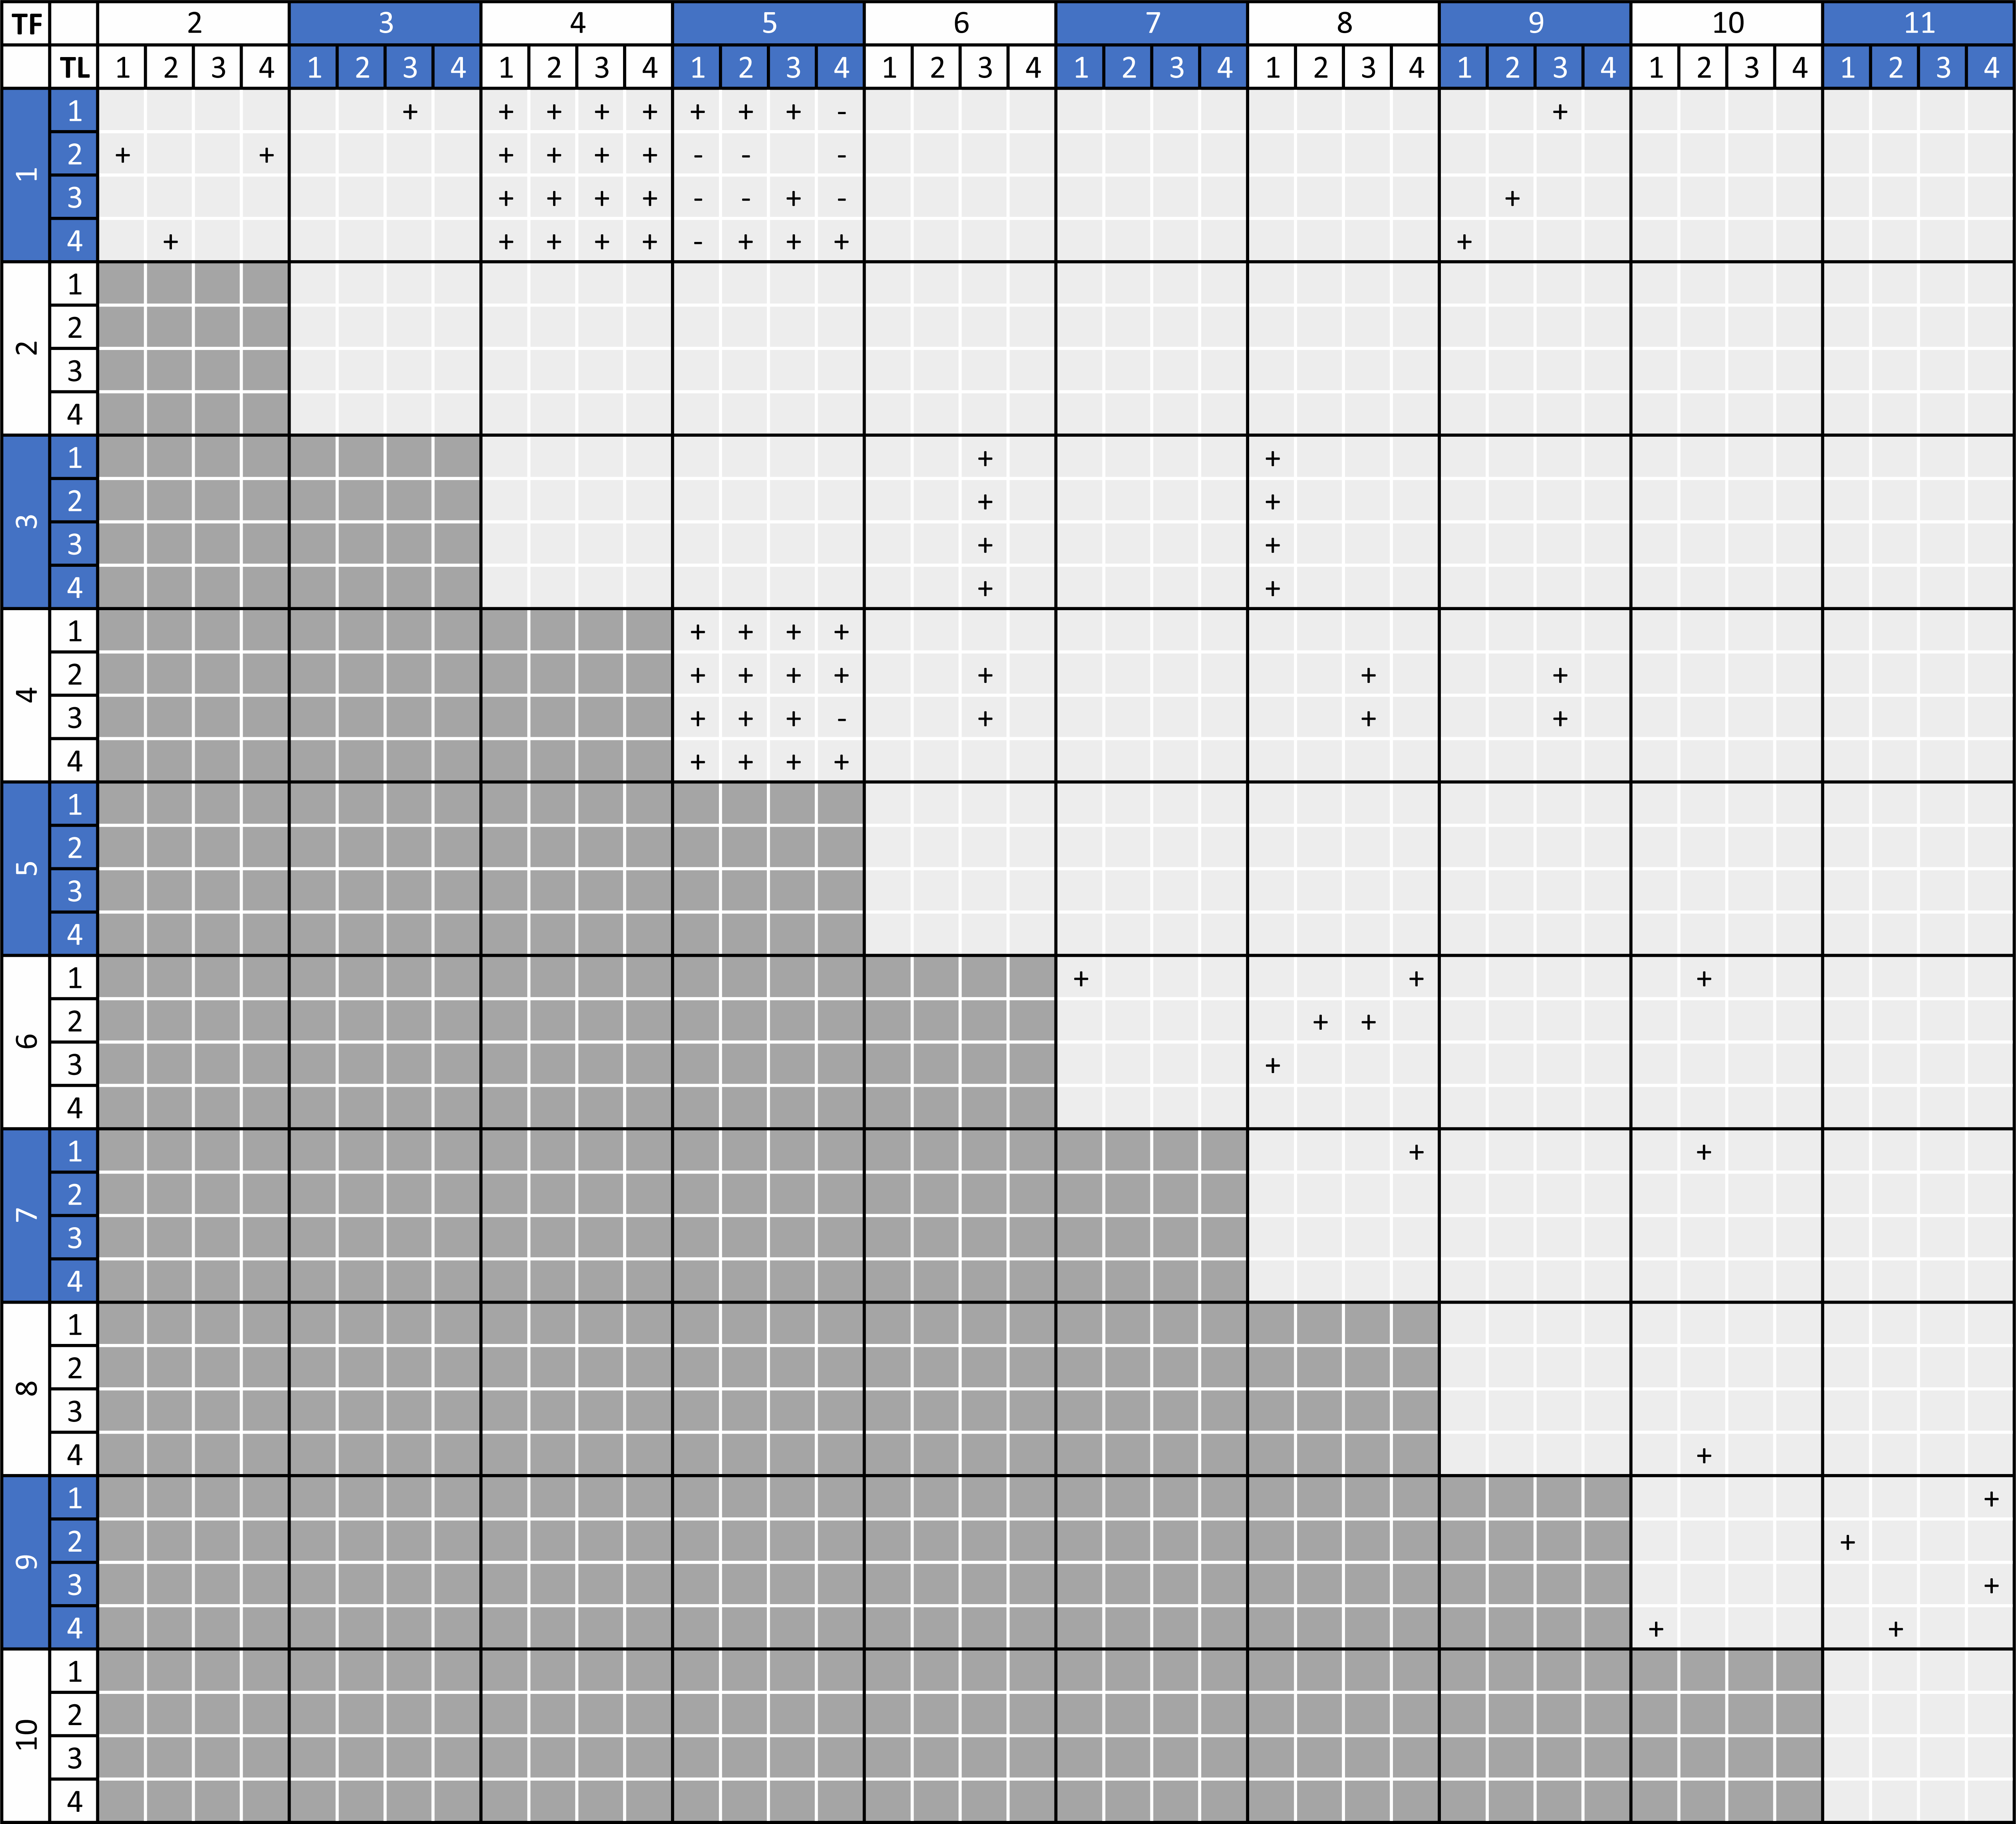 TF 2 3 4 5 6 7 8 9 10 11
TL 1 2 3 4 1 2 3 4 1 2 3 4 1 2 3 4 1 2 3 4 1 2 3 4 1 2 3 4 1 2 3 4 1 2 3 4 1 2 3 4
1 1 + + + + + + + + - +
2 + + + + + + - - -
3 + + + + - - + - +
4 + + + + + - + + + +
2 1
2
3
4
3 1 + +
2 + +
3 + +
4 + +
4 1 + + + +
2 + + + + + + +
3 + + + - + + +
4 + + + +
5 1
2
3
4
6 1 + + +
2 + +
3 +
4
7 1 + +
2
3
4
8 1
2
3
4 +
9 1 +
2 +
3 +
4 + +
10 1
2
3
4